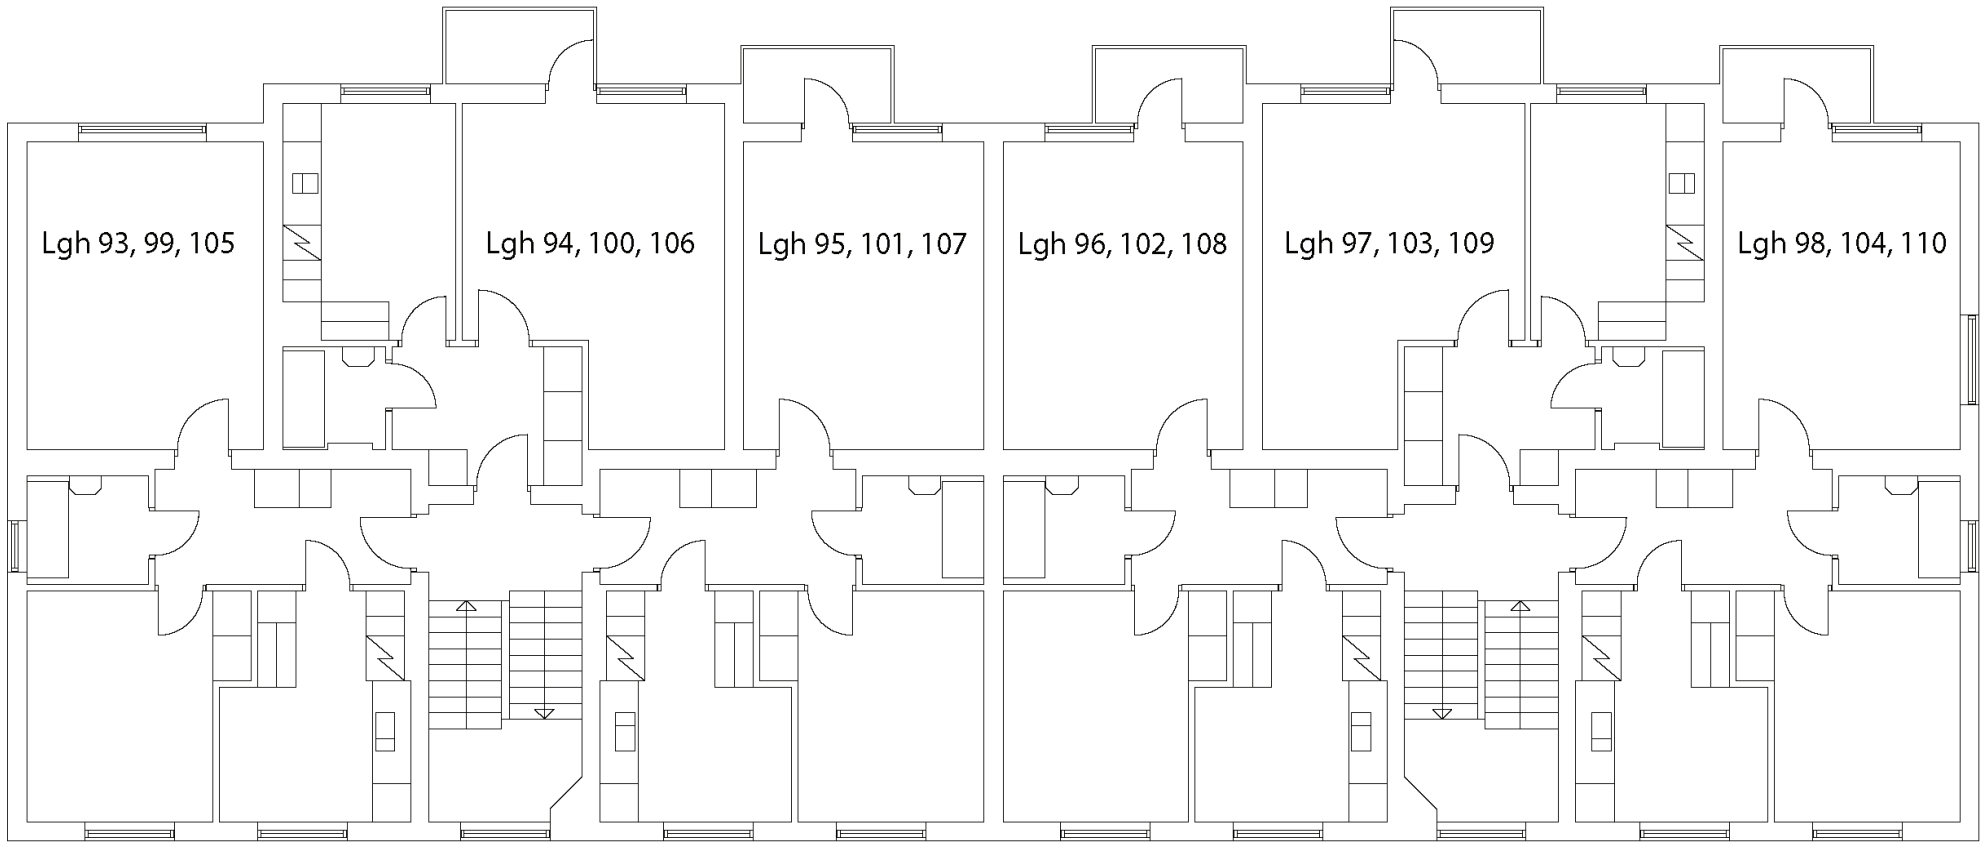 Lgh 93, 99, 105
Lgh 94, 100, 106
Lgh 95, 101, 107
Lgh 96, 102, 108
Lgh 97, 103, 109
Lgh 98, 104, 110